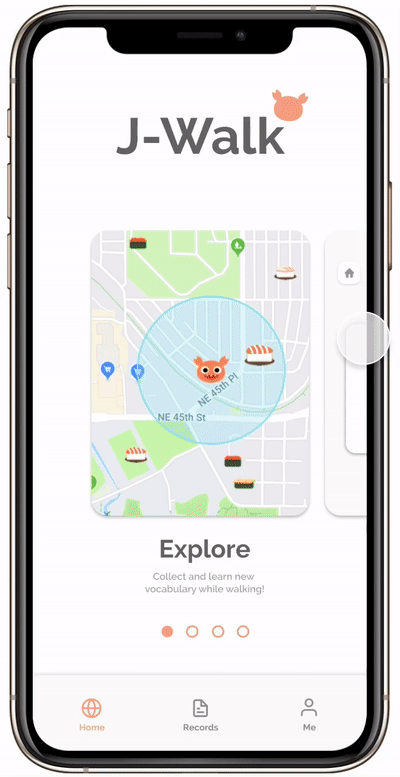 J-Walk
NE 45th Pl
NE 45th St
Explore
Collect and learn new
vocabulary while walking!
Home
Records
Me